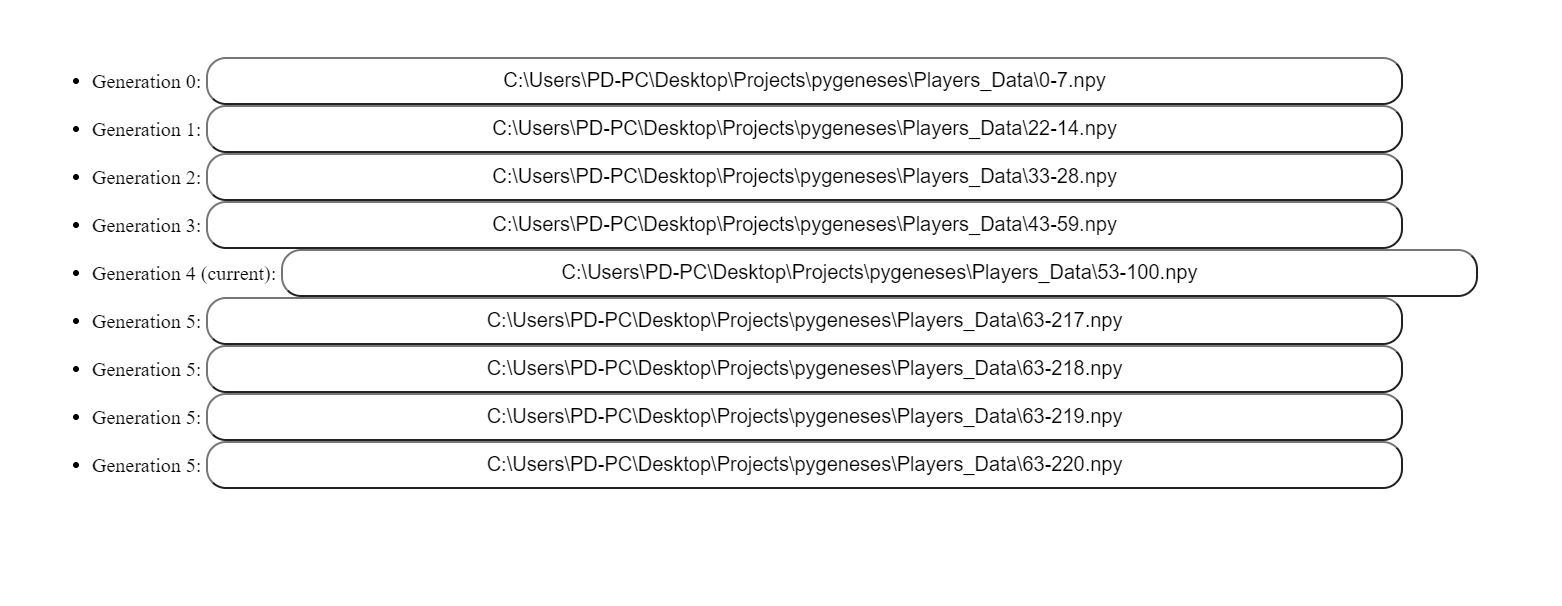 Generation 0: C:\Users\PD-PC\Desktop\Projects\pygeneses\Players_Data\0-7.npy
Generation 1: C:\Users\PD-PC\Desktop\Projects\pygeneses\Players_Data\22-14.npy
Generation 2: C:\Users\PD-PC\Desktop\Projects\pygeneses\Players_Data\33-28.npy
Generation 3: C:\Users\PD-PC\Desktop\Projects\pygeneses\Players_Data\43-59.npy
Generation 4 (current): C:\Users\PD-PC\Desktop\Projects\pygeneses\Players_Data\53-100.npy
Generation 5: C:\Users\PD-PC\Desktop\Projects\pygeneses\Players_Data\63-217.npy
Generation 5: C:\Users\PD-PC\Desktop\Projects\pygeneses\Players_Data\63-218.npy
Generation 5: C:\Users\PD-PC\Desktop\Projects\pygeneses\Players_Data\63-219.npy
Generation 5: C:\Users\PD-PC\Desktop\Projects\pygeneses\Players_Data\63-220.npy